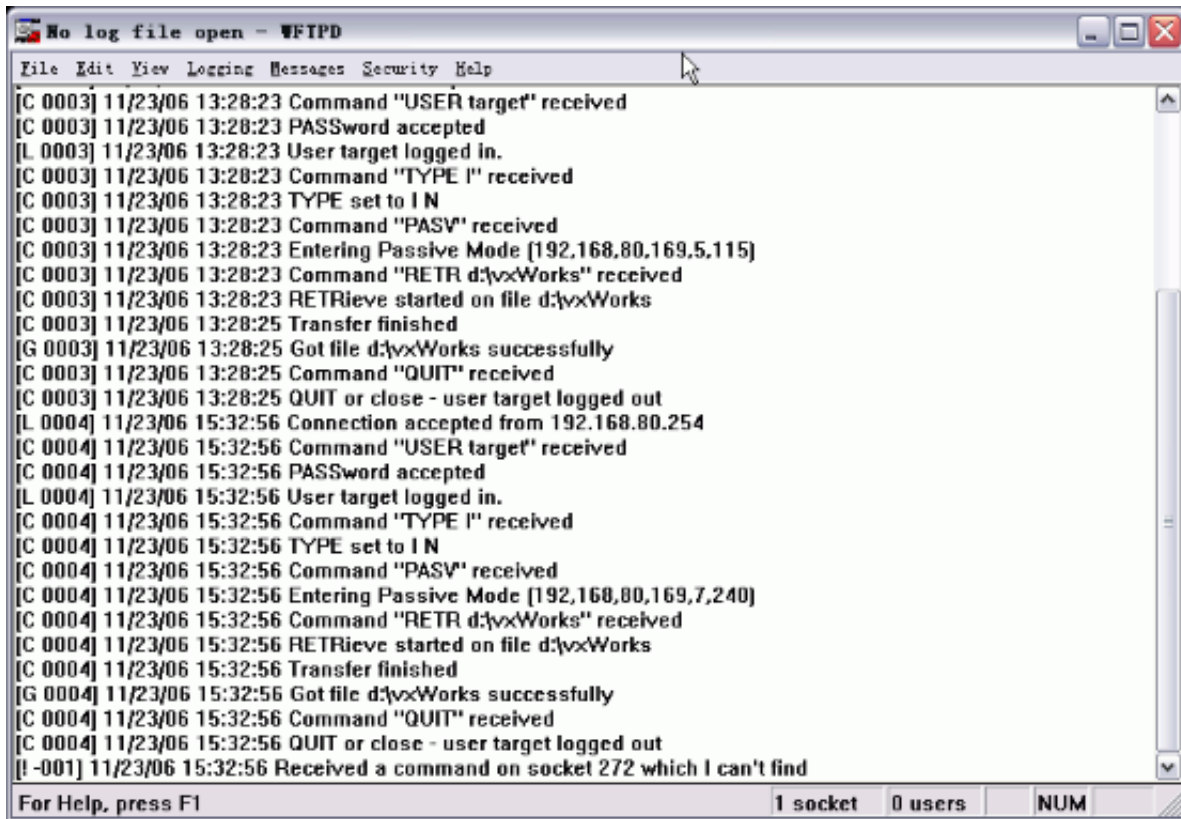 No log file open - WFTPD
File Edit View Logging Messages Security Help
[C 0003] 11/23/06 13:28:23 Command "USER target" received
[C 0003] 11/23/06 13:28:23 PASSword accepted
[L 0003] 11/23/06 13:28:23 User target logged in.
[C 0003] 11/23/06 13:28:23 Command "TYPE I" received
[C 0003] 11/23/06 13:28:23 TYPE set to I N
[C 0003] 11/23/06 13:28:23 Command "PASV" received
[C 0003] 11/23/06 13:28:23 Entering Passive Mode (192,168,80,169,5,115)
[C 0003] 11/23/06 13:28:23 Command "RETR d:\vxWorks" received
[C 0003] 11/23/06 13:28:23 RETRieve started on file d:\vxWorks
[C 0003] 11/23/06 13:28:25 Transfer finished
[G 0003] 11/23/06 13:28:25 Got file d:\vxWorks successfully
[C 0003] 11/23/06 13:28:25 Command "QUIT" received
[C 0003] 11/23/06 13:28:25 QUIT or close - user target logged out
[L 0004] 11/23/06 15:32:56 Connection accepted from 192.168.80.254
[C 0004] 11/23/06 15:32:56 Command "USER target" received
[C 0004] 11/23/06 15:32:56 PASSword accepted
[L 0004] 11/23/06 15:32:56 User target logged in.
[C 0004] 11/23/06 15:32:56 Command "TYPE I" received
[C 0004] 11/23/06 15:32:56 TYPE set to I N
[C 0004] 11/23/06 15:32:56 Command "PASV" received
[C 0004] 11/23/06 15:32:56 Entering Passive Mode (192,168,80,169,7,240)
[C 0004] 11/23/06 15:32:56 Command "RETR d:\vxWorks" received
[C 0004] 11/23/06 15:32:56 RETRieve started on file d:\vxWorks
[C 0004] 11/23/06 15:32:56 Transfer finished
[G 0004] 11/23/06 15:32:56 Got file d:\vxWorks successfully
[C 0004] 11/23/06 15:32:56 Command "QUIT" received
[C 0004] 11/23/06 15:32:56 QUIT or close - user target logged out
[! -001] 11/23/06 15:32:56 Received a command on socket 272 which I can't find
For Help, press F1 1 socket 0 users NUM